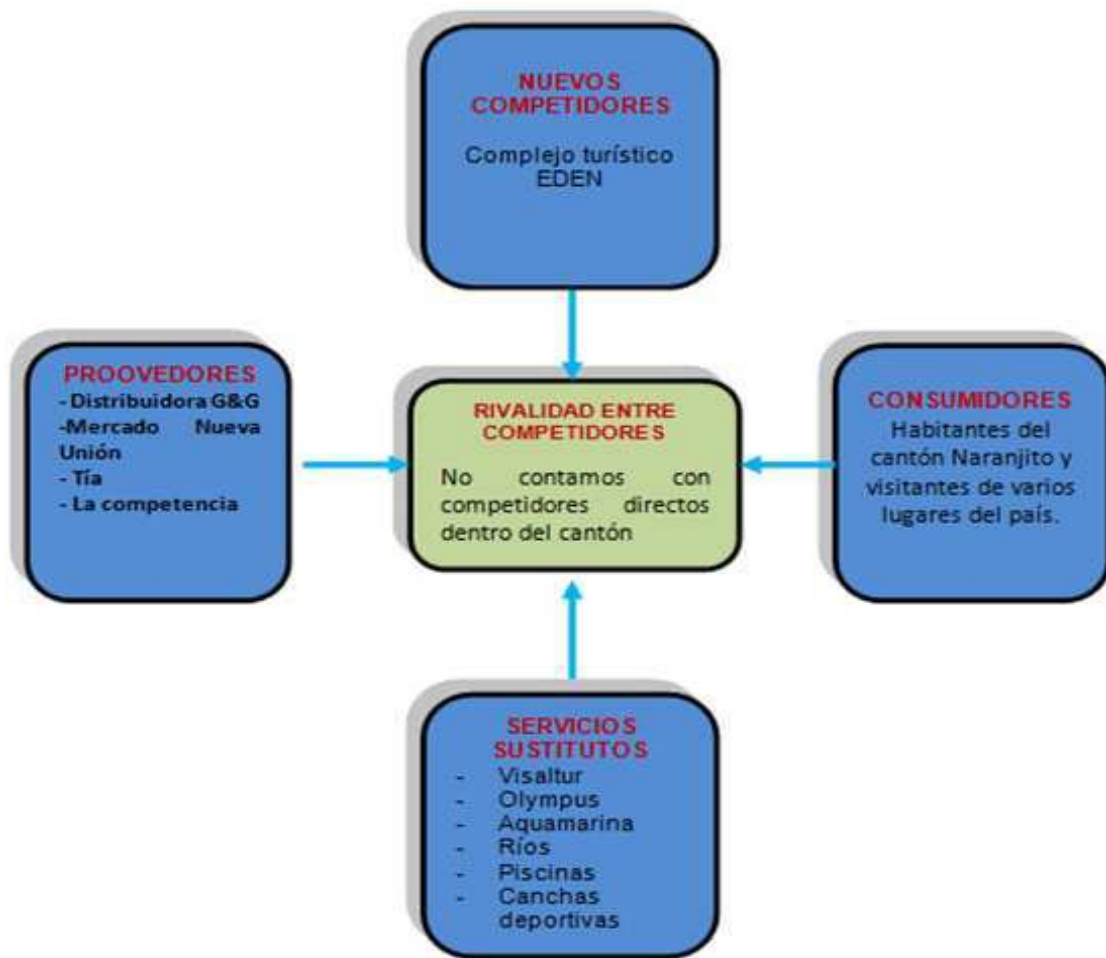 NUEVOS
COMPETIDORES
Complejo turístico
EDEN
PROOVEDORES
- Distribuidora G&G
-Mercado Nueva
Unión
- Tía
- La competencia
RIVALIDAD ENTRE
COMPETIDORES
No contamos con
competidores directos
dentro del cantón
CONSUMIDORES
Habitantes del
cantón Naranjito y
visitantes de varios
lugares del país.
SERVICIOS
SUSTITUTOS
- Visaltur
- Olympus
- Aquamarina
- Ríos
- Piscinas
- Canchas
deportivas